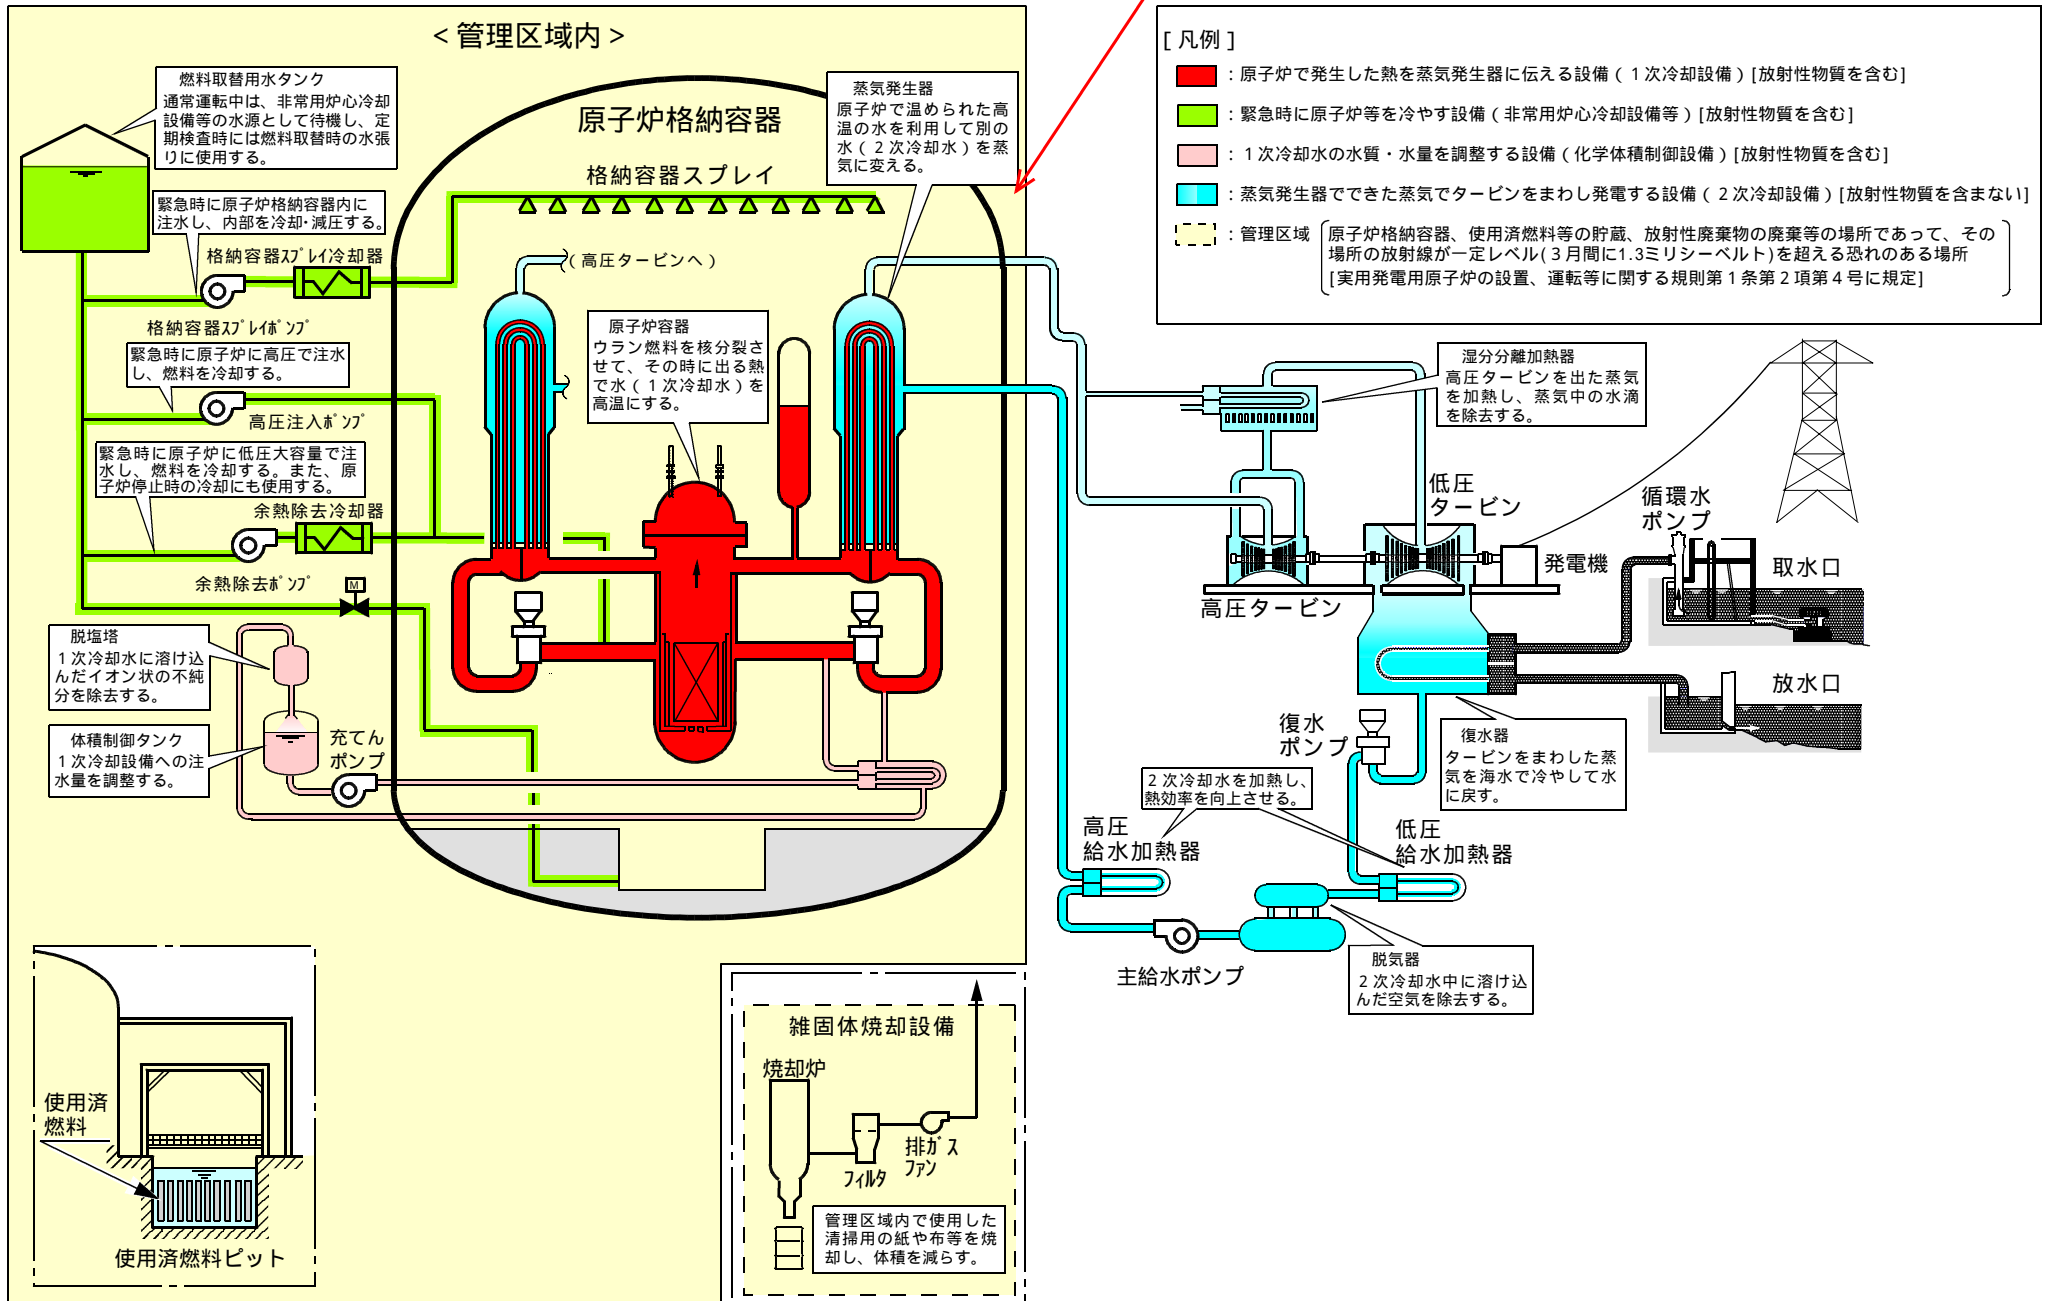 ＜管理区域内＞
燃料取替用水タンク
通常運転中は、非常用炉心冷却
設備等の水源として待機し、定
期検査時には燃料取替時の水張
りに使用する。
緊急時に原子炉格納容器内に
注水し、内部を冷却･減圧する。
格納容器ｽﾌﾟﾚｲ冷却器
格納容器ｽﾌﾟﾚｲﾎﾟﾝﾌﾟ
緊急時に原子炉に高圧で注水
し、燃料を冷却する。
高圧注入ﾎﾟﾝﾌﾟ
緊急時に原子炉に低圧大容量で注
水し、燃料を冷却する。また、原
子炉停止時の冷却にも使用する。
余熱除去冷却器
余熱除去ﾎﾟﾝﾌﾟ
M
脱塩塔
１次冷却水に溶け込
んだイオン状の不純
分を除去する。
体積制御タンク
１次冷却設備への注
水量を調整する。
充てん
ポンプ
原子炉格納容器
格納容器スプレイ
蒸気発生器
原子炉で温められた高
温の水を利用して別の
水（２次冷却水）を蒸
気に変える。
（高圧タービンへ）
原子炉容器
ウラン燃料を核分裂さ
せて、その時に出る熱
で水（１次冷却水）を
高温にする。
[ 凡例 ]
：原子炉で発生した熱を蒸気発生器に伝える設備（１次冷却設備）[放射性物質を含む]
：緊急時に原子炉等を冷やす設備（非常用炉心冷却設備等）[放射性物質を含む]
：１次冷却水の水質・水量を調整する設備（化学体積制御設備）[放射性物質を含む]
：蒸気発生器でできた蒸気でタービンをまわし発電する設備（２次冷却設備）[放射性物質を含まない]
：管理区域
原子炉格納容器、使用済燃料等の貯蔵、放射性廃棄物の廃棄等の場所であって、その
場所の放射線が一定レベル(３月間に1.3ミリシーベルト)を超える恐れのある場所
[実用発電用原子炉の設置、運転等に関する規則第１条第２項第４号に規定]
湿分分離加熱器
高圧タービンを出た蒸気
を加熱し、蒸気中の水滴
を除去する。
低圧
タービン
高圧タービン
発電機
循環水
ポンプ
取水口
放水口
復水
ポンプ
復水器
タービンをまわした蒸
気を海水で冷やして水
に戻す。
２次冷却水を加熱し、
熱効率を向上させる。
高圧
給水加熱器
低圧
給水加熱器
主給水ポンプ
脱気器
２次冷却水中に溶け込
んだ空気を除去する。
使用済
燃料
使用済燃料ピット
雑固体焼却設備
焼却炉
フィルタ
排ｶﾞｽ
ﾌｧﾝ
管理区域内で使用した
清掃用の紙や布等を焼
却し、体積を減らす。